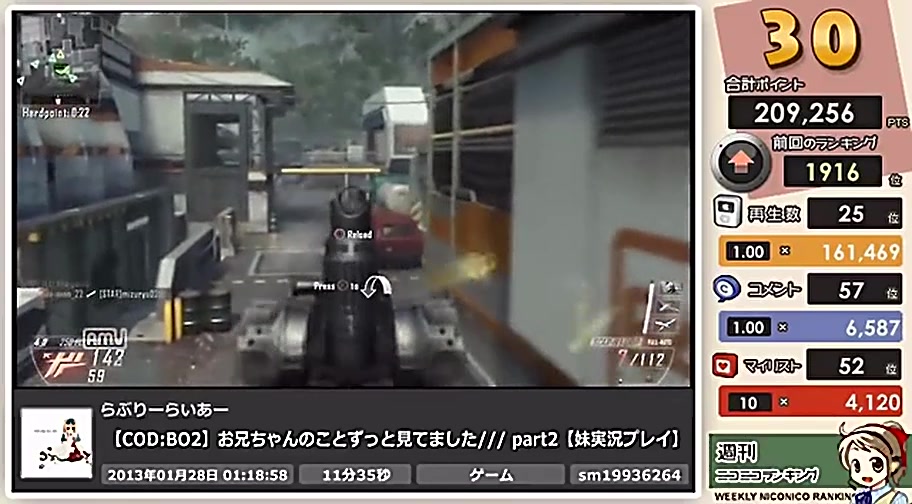 Hardpoint: 0:22
Reload
Press to
[STAR]mizuryu02
AMJ
142
59
FULL-AUTO
7/112
らぶりーらいあー
【COD:BO2】お兄ちゃんのことずっと見てました/// part2【妹実況プレイ】
2013年01月28日 01:18:58
11分35秒
ゲーム
sm19936264
30
合計ポイント
209,256 PTS
前回のランキング
1916 位
再生数 25 位
1.00 × 161,469
コメント 57 位
1.00 × 6,587
マイリスト 52 位
10 × 4,120
週刊
ニコニコランキング
WEEKLY NICONICO RANKIN